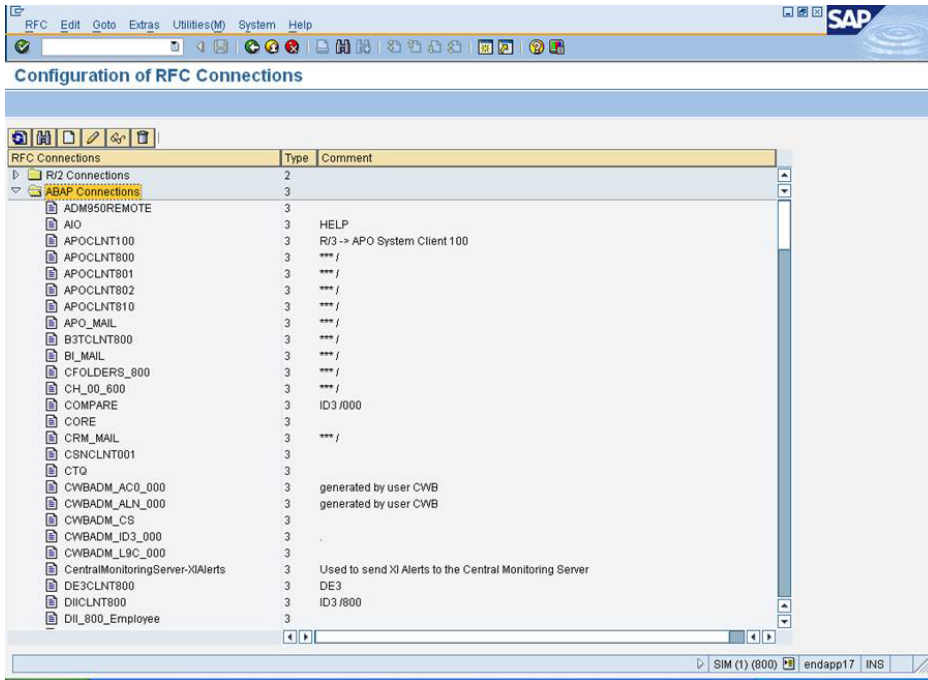 RFC Edit Goto Extras Utilities(M) System Help
SAP
Configuration of RFC Connections
RFC Connections Type Comment
R/2 Connections 2
ABAP Connections 3
ADM950REMOTE 3
AIO 3 HELP
APOCLNT100 3 R/3 -> APO System Client 100
APOCLNT800 3 *** /
APOCLNT801 3 *** /
APOCLNT802 3 *** /
APOCLNT810 3 *** /
APO_MAIL 3 *** /
B3TCLNT800 3 *** /
BI_MAIL 3 *** /
CFOLDERS_800 3 *** /
CH_00_600 3 *** /
COMPARE 3 ID3 /000
CORE 3
CRM_MAIL 3 *** /
CSNCLNT001 3
CTQ 3
CWBADM_AC0_000 3 generated by user CWB
CWBADM_ALN_000 3 generated by user CWB
CWBADM_CS 3
CWBADM_ID3_000 3 .
CWBADM_L9C_000 3
CentralMonitoringServer-XIAlerts 3 Used to send XI Alerts to the Central Monitoring Server
DE3CLNT800 3 DE3
DIICLNT800 3 ID3 /800
DII_800_Employee 3
SIM (1) (800) endapp17 INS